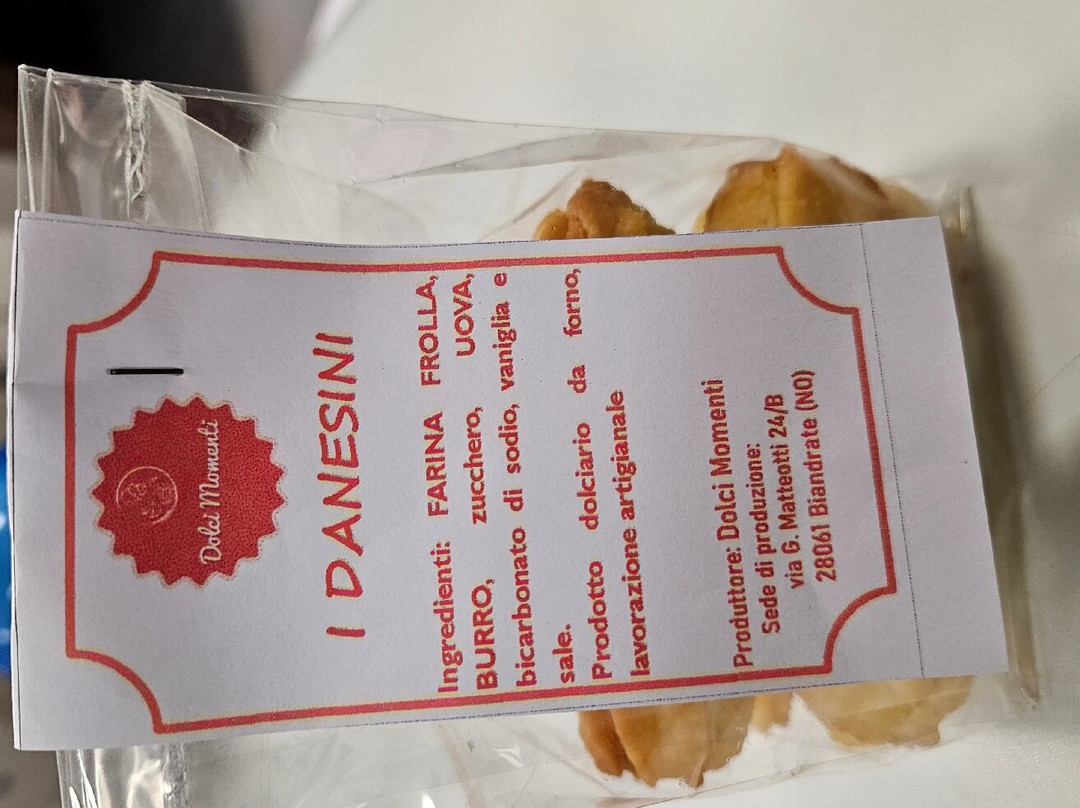 Dolci Momenti
I DANESINI
Ingredienti: FARINA FROLLA,
BURRO, zucchero, UOVA,
bicarbonato di sodio, vaniglia e
sale.
Prodotto dolciario da forno,
lavorazione artigianale
Produttore: Dolci Momenti
Sede di produzione:
via G. Matteotti 24/B
28061 Biandrate (NO)